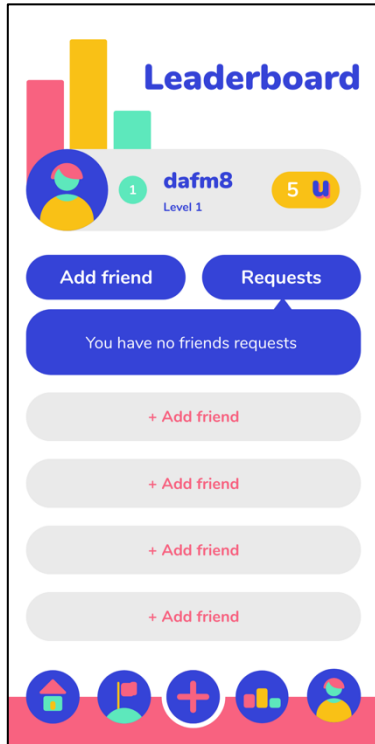 Leaderboard
1 dafm8 5 u
Level 1
Add friend Requests
You have no friends requests
+ Add friend
+ Add friend
+ Add friend
+ Add friend